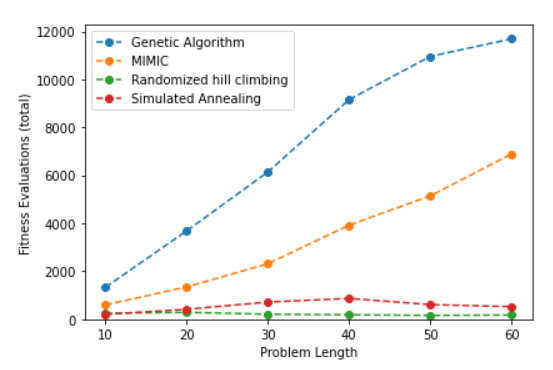 12000
10000
8000
6000
4000
2000
0
Fitness Evaluations (total)
Genetic Algorithm
MIMIC
Randomized hill climbing
Simulated Annealing
10 20 30 40 50 60
Problem Length